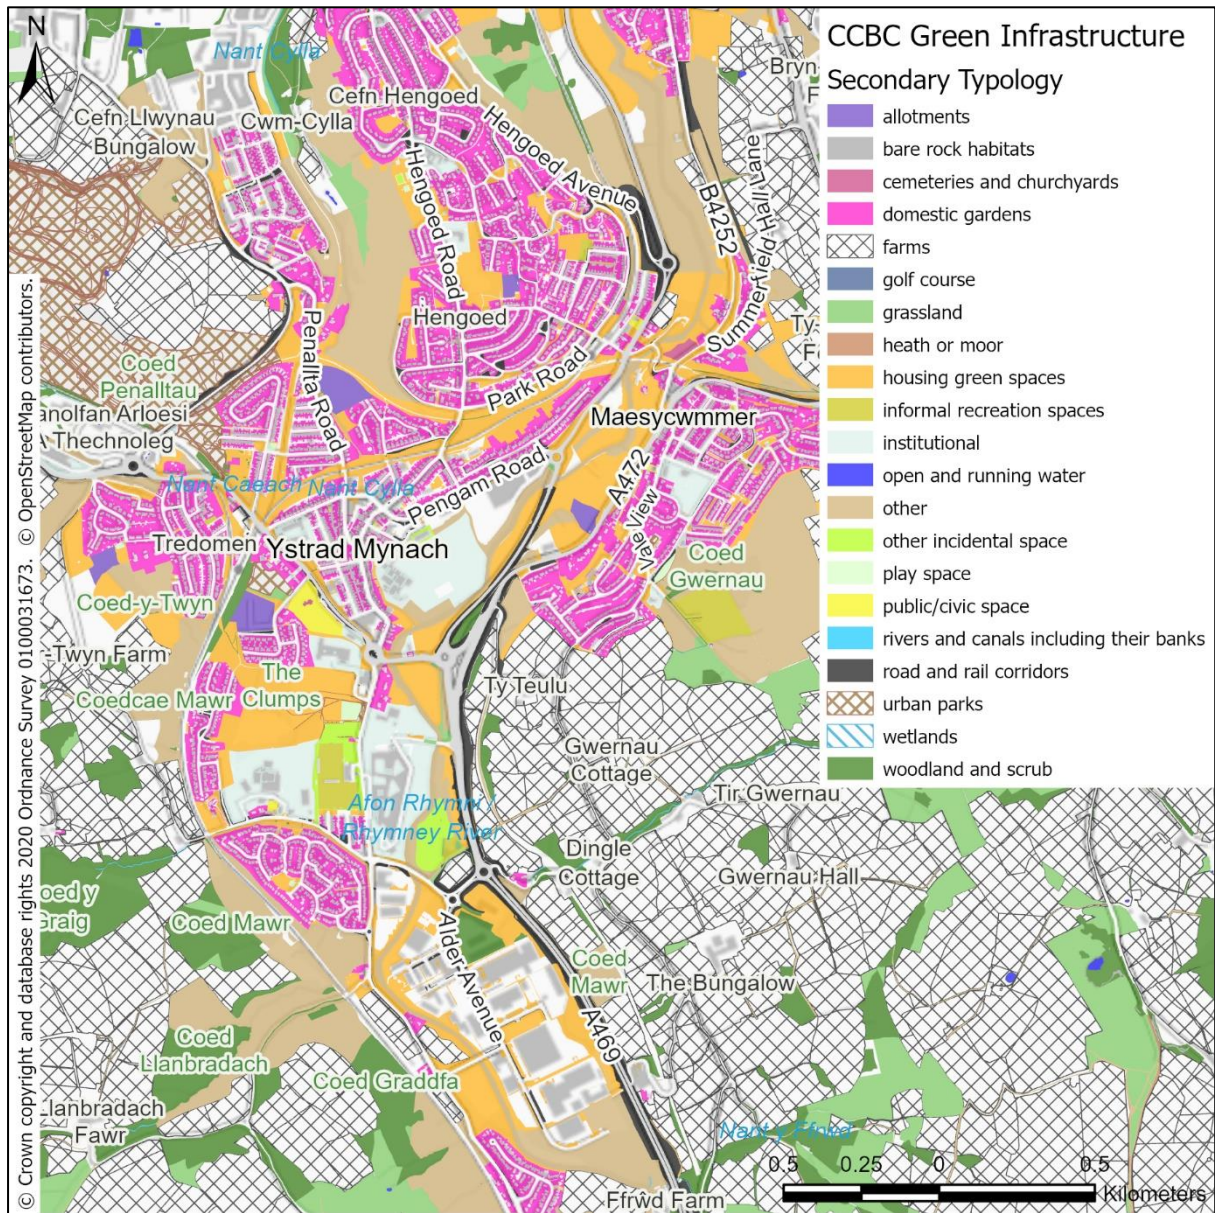 N
CCBC Green Infrastructure
Secondary Typology
allotments
bare rock habitats
cemeteries and churchyards
domestic gardens
farms
golf course
grassland
heath or moor
housing green spaces
informal recreation spaces
institutional
open and running water
other
other incidental space
play space
public/civic space
rivers and canals including their banks
road and rail corridors
urban parks
wetlands
woodland and scrub
Nant Cylla
Cefn Hengoed
Cefn Llwynau
Bungalow
Cwm-Cylla
Hengoed Avenue
Hengoed Road
B4252
Summerfield Hall Lane
Bryn-
F
Ty-
Fe
Hengoed
Penallta Road
Park Road
Coed
Penalltau
anolfan Arloesi
A Thechnoleg
Maesycwmmer
Nant Caeach
Nant Cylla
Pengam Road
A472
Vale View
Tredomen
Ystrad Mynach
Coed
Gwernau
Coed-y-Twyn
-Twyn Farm
The
Clumps
Coedcae Mawr
Ty Teulu
Gwernau
Cottage
Tir Gwernau
Afon Rhymni /
Rhymney River
Dingle
Cottage
Gwernau Hall
oed y
Graig
Coed Mawr
Alder Avenue
Coed
Mawr
The Bungalow
A469
Coed
Llanbradach
Coed Graddfa
Llanbradach
Fawr
Nant y Ffrwd
Ffrŵd Farm
0.5 0.25 0 0.5
Kilometers
© Crown copyright and database rights 2020 Ordnance Survey 0100031673. © OpenStreetMap contributors.